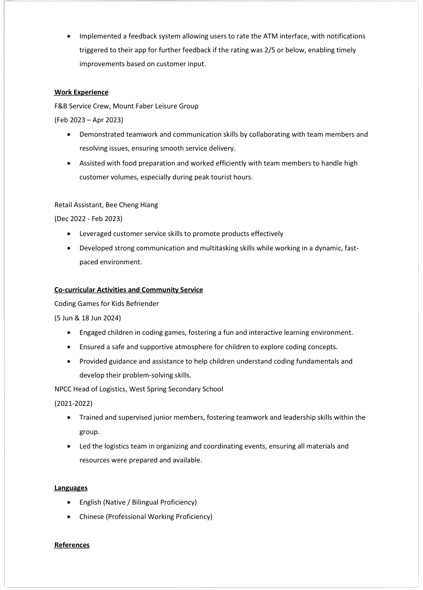 • Implemented a feedback system allowing users to rate the ATM interface, with notifications
triggered to their app for further feedback if the rating was 2/5 or below, enabling timely
improvements based on customer input.
Work Experience
F&B Service Crew, Mount Faber Leisure Group
(Feb 2023 – Apr 2023)
• Demonstrated teamwork and communication skills by collaborating with team members and
resolving issues, ensuring smooth service delivery.
• Assisted with food preparation and worked efficiently with team members to handle high
customer volumes, especially during peak tourist hours.
Retail Assistant, Bee Cheng Hiang
(Dec 2022 - Feb 2023)
• Leveraged customer service skills to promote products effectively
• Developed strong communication and multitasking skills while working in a dynamic, fast-
paced environment.
Co-curricular Activities and Community Service
Coding Games for Kids Befriender
(5 Jun & 18 Jun 2024)
• Engaged children in coding games, fostering a fun and interactive learning environment.
• Ensured a safe and supportive atmosphere for children to explore coding concepts.
• Provided guidance and assistance to help children understand coding fundamentals and
develop their problem-solving skills.
NPCC Head of Logistics, West Spring Secondary School
(2021-2022)
• Trained and supervised junior members, fostering teamwork and leadership skills within the
group.
• Led the logistics team in organizing and coordinating events, ensuring all materials and
resources were prepared and available.
Languages
• English (Native / Bilingual Proficiency)
• Chinese (Professional Working Proficiency)
References